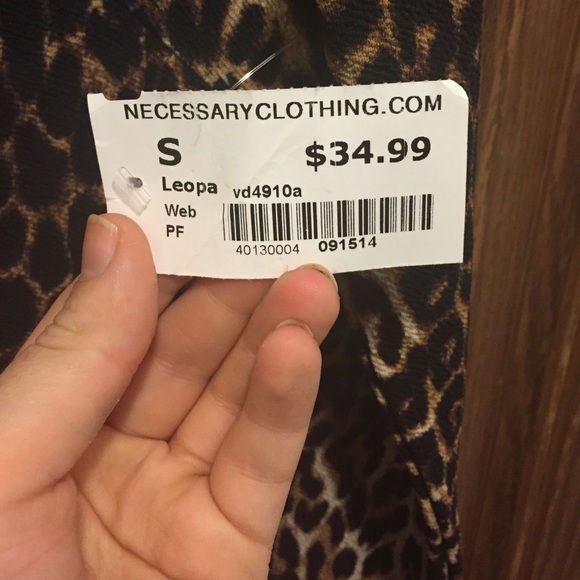 NECESSARYCLOTHING.COM
S $34.99
Leopa vd4910a
Web
PF
40130004 091514